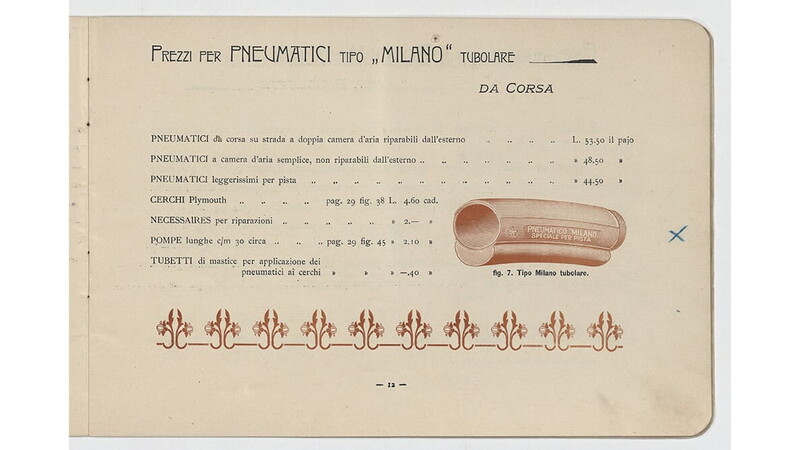 PREZZI PER PNEUMATICI TIPO „MILANO“ TUBOLARE
DA CORSA
PNEUMATICI da corsa su strada a doppia camera d'aria riparabili dall'esterno .. .. .. .. L. 53.50 il pajo
PNEUMATICI a camera d'aria semplice, non riparabili dall'esterno .. .. .. .. .. » 48.50 »
PNEUMATICI leggerissimi per pista .. .. .. .. .. .. .. .. .. .. » 44.50 »
CERCHI Plymouth .. .. .. .. pag. 29 fig. 38 L. 4.60 cad.
NECESSAIRES per riparazioni .. .. .. .. .. » 2.— »
POMPE lunghe c/m 30 circa .. .. .. pag. 29 fig. 45 » 2.10 »
TUBETTI di mastice per applicazione dei
pneumatici ai cerchi » » » —.40 »
PNEUMATICO "MILANO"
SPECIALE PER PISTA
fig. 7. Tipo Milano tubolare.
— 12 —